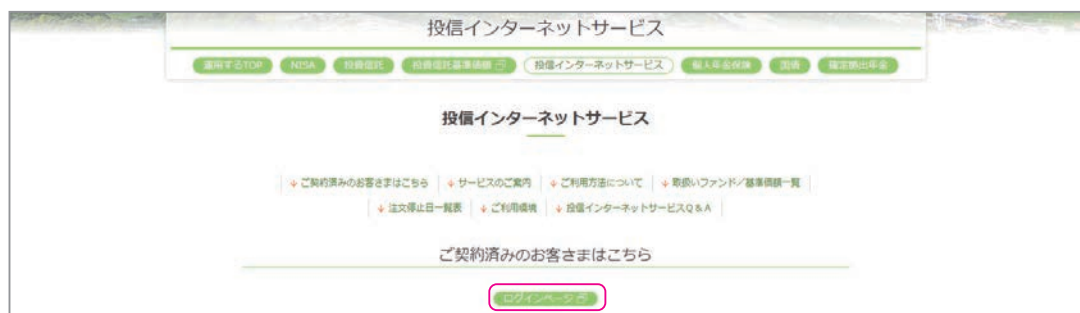 投信インターネットサービス
運用するTOP NISA 投資信託 投資信託基準価額 投信インターネットサービス 個人年金保険 国債 確定拠出年金
投信インターネットサービス
ご契約済みのお客さまはこちら サービスのご案内 ご利用方法について 取扱いファンド／基準価額一覧
注文停止日一覧表 ご利用環境 投信インターネットサービスQ＆A
ご契約済みのお客さまはこちら
ログインページ